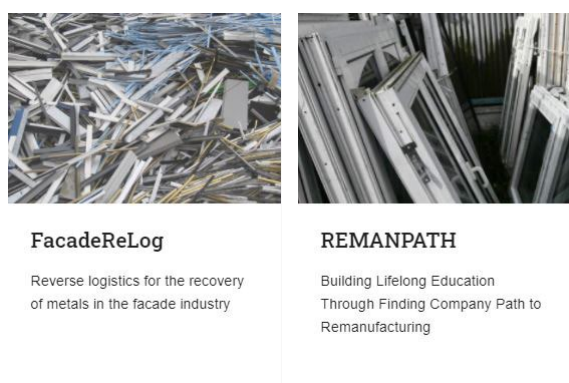 FacadeReLog
Reverse logistics for the recovery
of metals in the facade industry
REMANPATH
Building Lifelong Education
Through Finding Company Path to
Remanufacturing